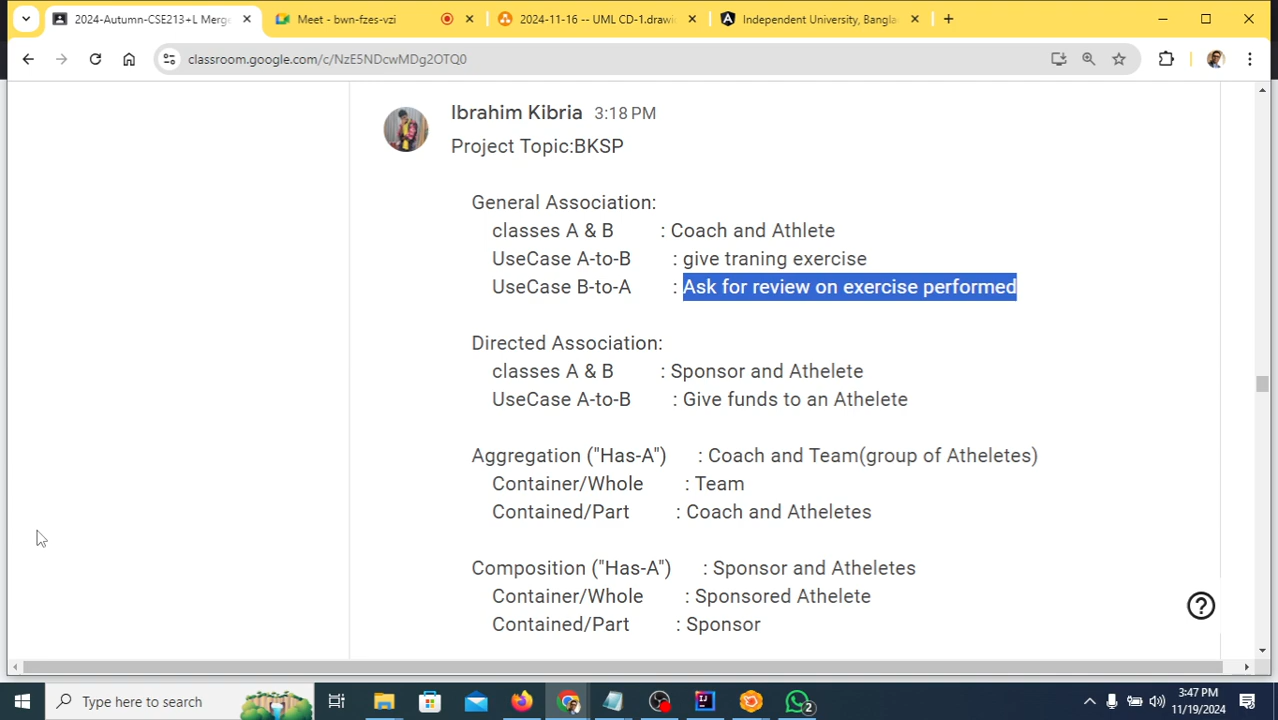 2024-Autumn-CSE213+L Merge
Meet - bwn-fzes-vzi
2024-11-16 -- UML CD-1.drawi
Independent University, Bangla
classroom.google.com/c/NzE5NDcwMDg2OTQ0
Ibrahim Kibria 3:18 PM
Project Topic:BKSP
General Association:
classes A & B : Coach and Athlete
UseCase A-to-B : give traning exercise
UseCase B-to-A : Ask for review on exercise performed
Directed Association:
classes A & B : Sponsor and Athelete
UseCase A-to-B : Give funds to an Athelete
Aggregation ("Has-A") : Coach and Team(group of Atheletes)
Container/Whole : Team
Contained/Part : Coach and Atheletes
Composition ("Has-A") : Sponsor and Atheletes
Container/Whole : Sponsored Athelete
Contained/Part : Sponsor
Type here to search
2
3:47 PM
11/19/2024